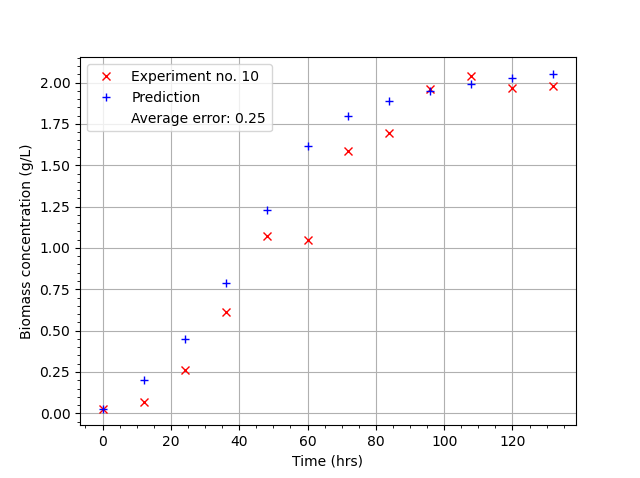 Experiment no. 10
Prediction
Average error: 0.25
2.00
1.75
1.50
1.25
1.00
0.75
0.50
0.25
0.00
Biomass concentration (g/L)
0 20 40 60 80 100 120
Time (hrs)